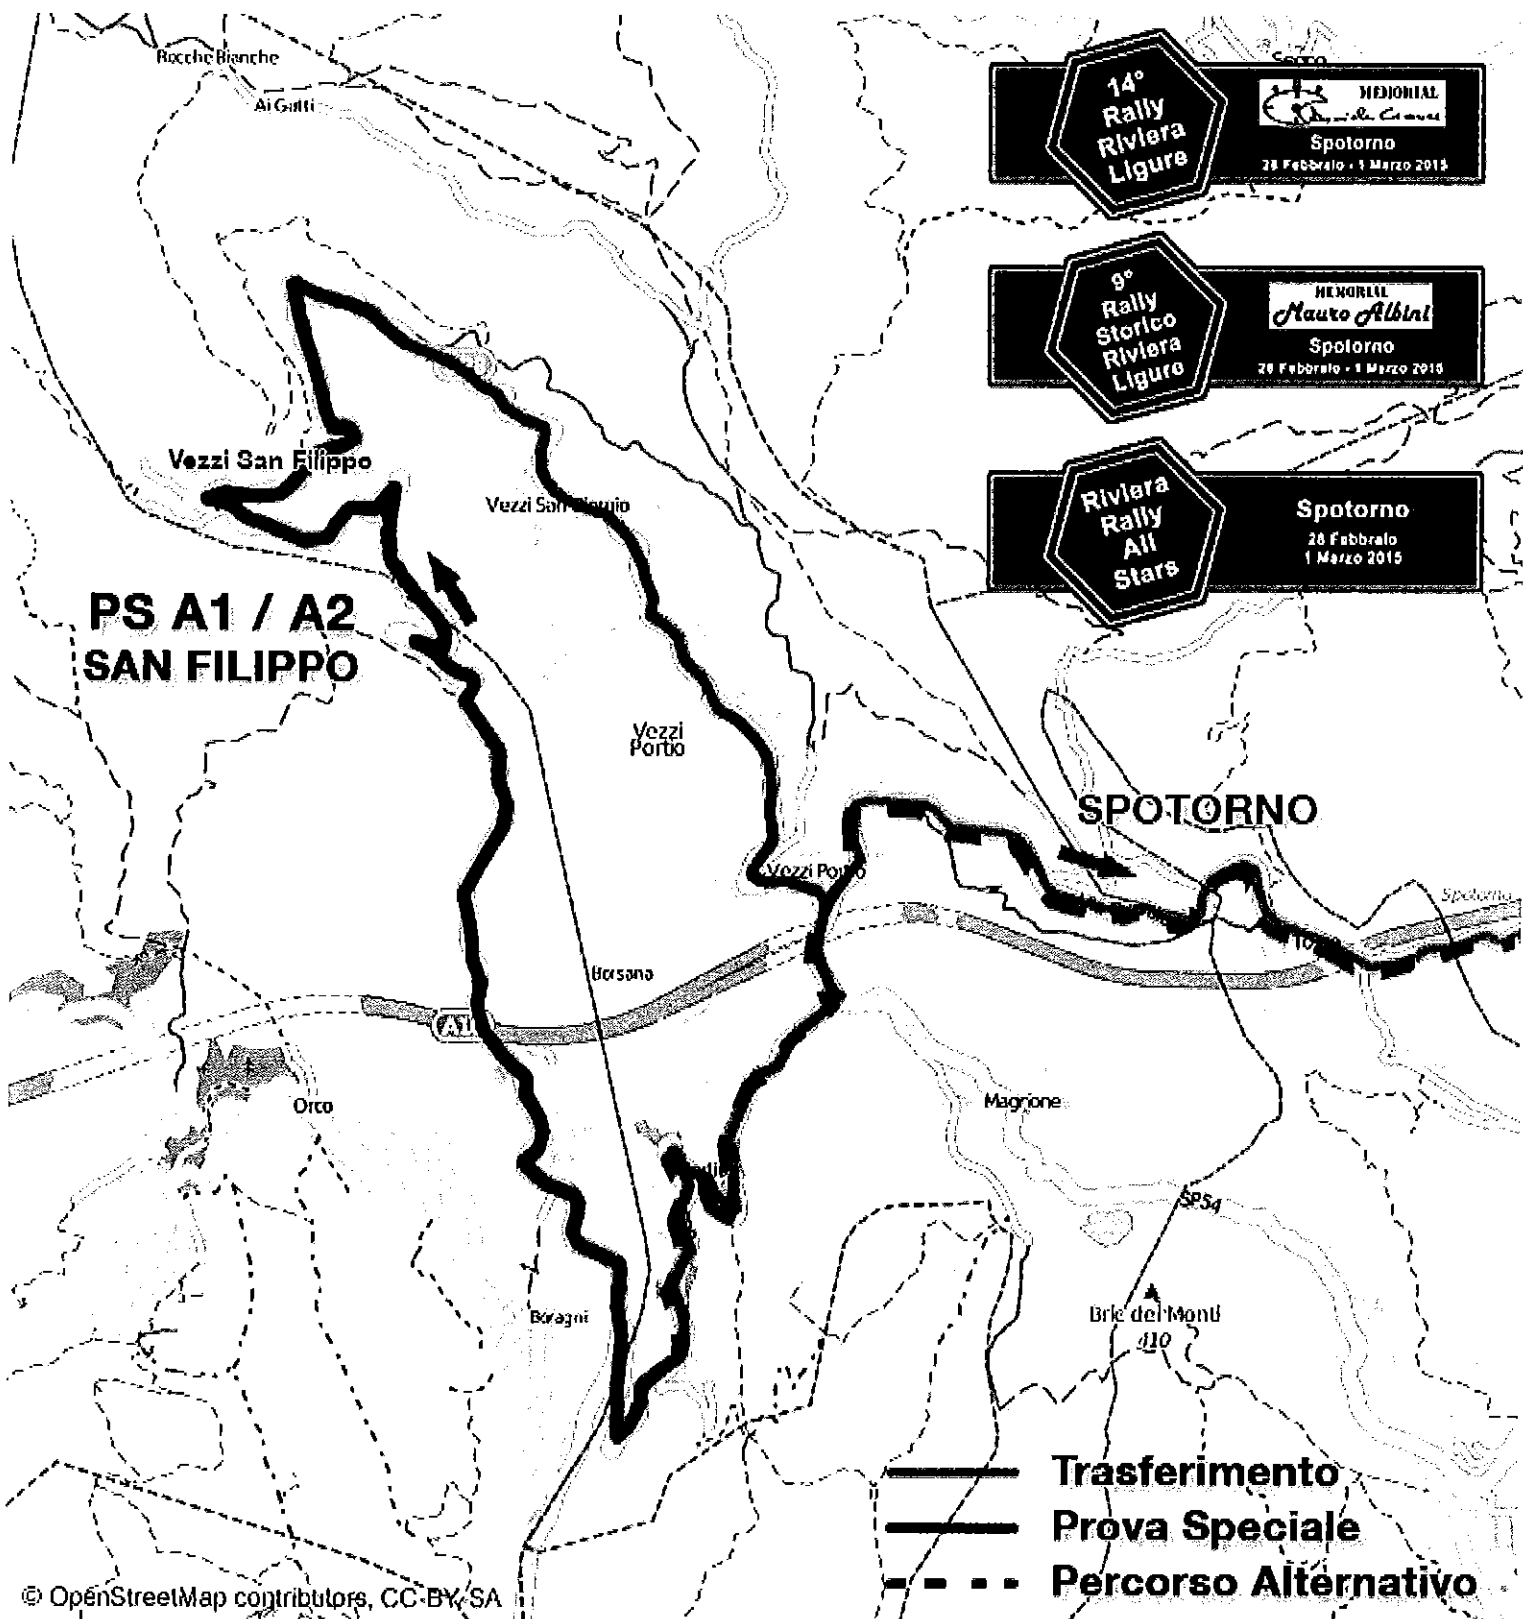 Rocche Bianche
Ai Gatti
14°
Rally
Riviera
Ligure
MEMORIAL
Spotorno
28 Febbraio - 1 Marzo 2015
9°
Rally
Storico
Riviera
Ligure
MEMORIAL
Mauro Albini
Spotorno
28 Febbraio - 1 Marzo 2015
Riviera
Rally
All
Stars
Spotorno
28 Febbraio
1 Marzo 2015
Vezzi San Filippo
Vezzi San
PS A1 / A2
SAN FILIPPO
Vezzi
Portio
SPOTORNO
Vezzi Portio
Spotorno
Borsana
Orco
Magnone
SP54
Boragni
Bric dei Monti
410
Trasferimento
Prova Speciale
Percorso Alternativo
© OpenStreetMap contributors, CC-BY-SA